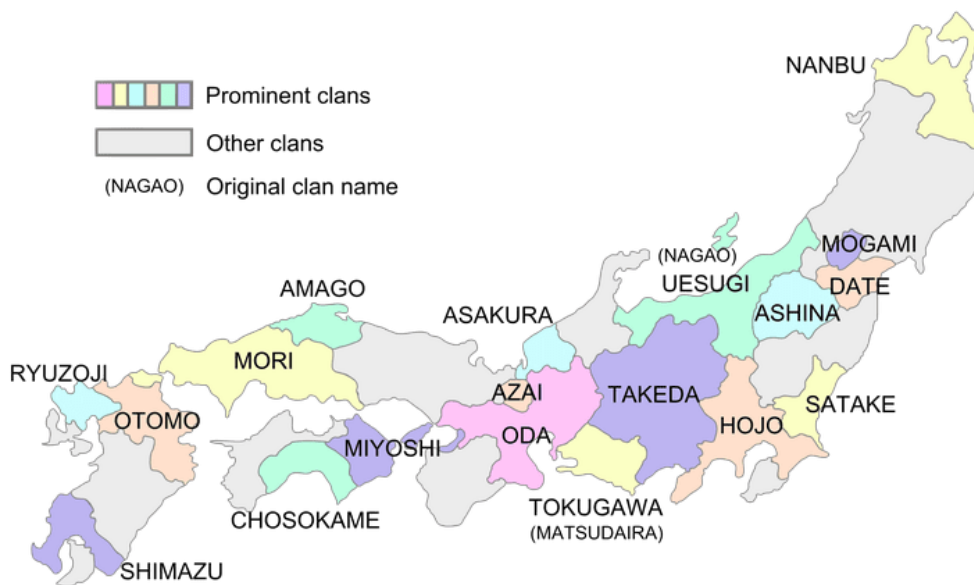 NANBU
Prominent clans
Other clans
(NAGAO) Original clan name
MOGAMI
(NAGAO)
UESUGI
DATE
AMAGO
ASAKURA
ASHINA
MORI
RYUZOJI
AZAI
TAKEDA
SATAKE
OTOMO
HOJO
ODA
MIYOSHI
TOKUGAWA
(MATSUDAIRA)
CHOSOKAME
SHIMAZU